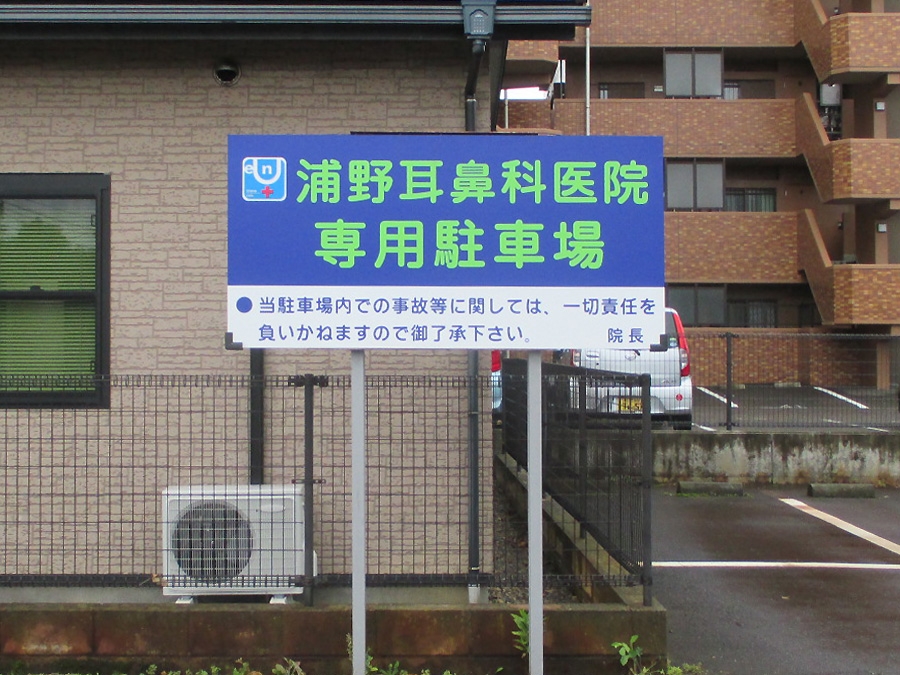 浦野耳鼻科医院
専用駐車場
● 当駐車場内での事故等に関しては、一切責任を
負いかねますので御了承下さい。 院長